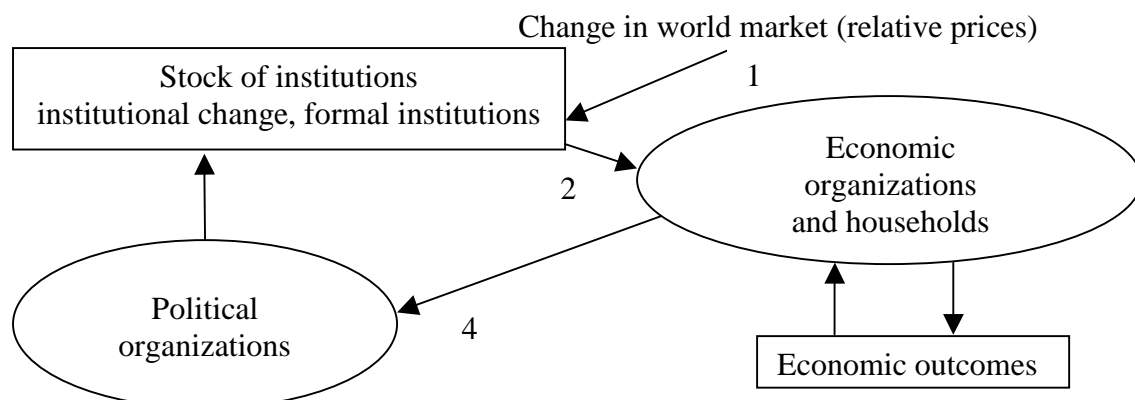 Change in world market (relative prices)
Stock of institutions
institutional change, formal institutions
1
Economic
organizations
and households
2
Political
organizations
4
Economic outcomes